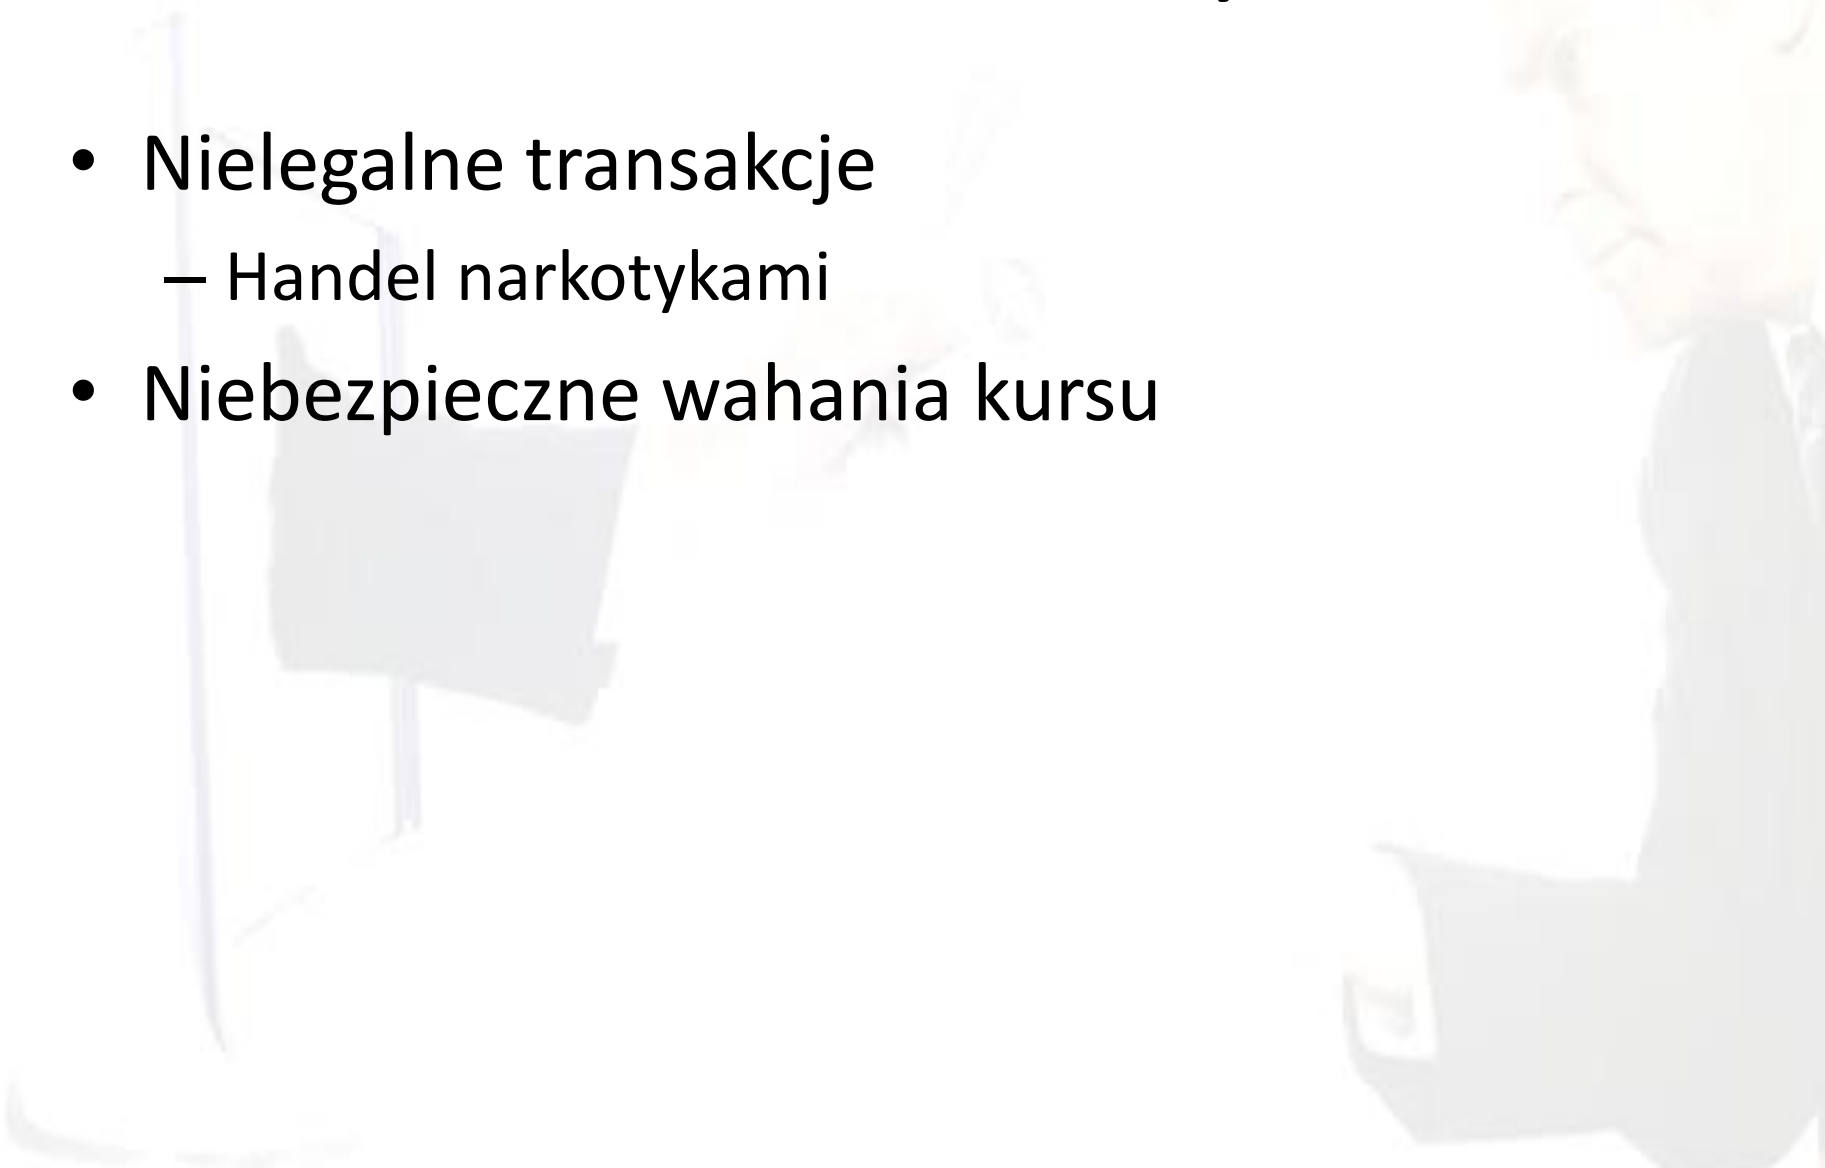 • Nielegalne transakcje
– Handel narkotykami
• Niebezpieczne wahania kursu